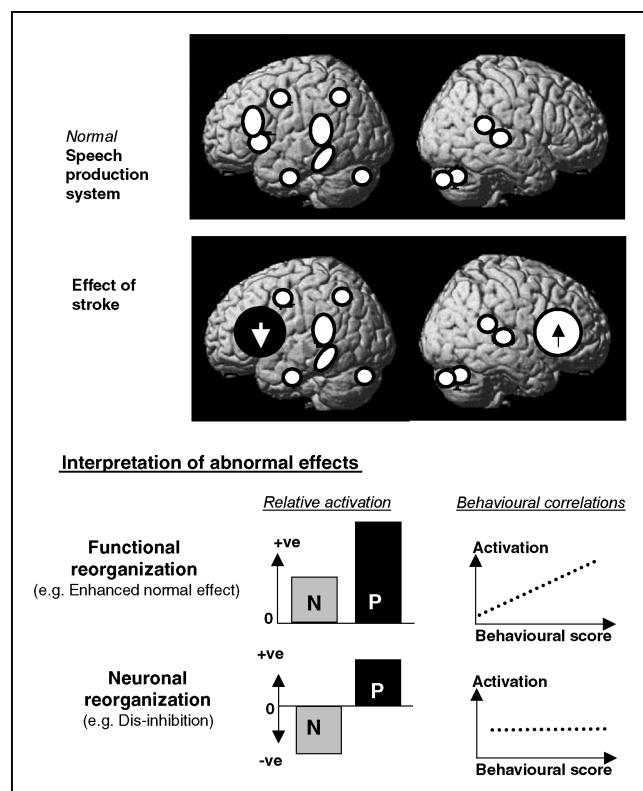 Normal
Speech
production
system
Effect of
stroke
Interpretation of abnormal effects
Relative activation
Behavioural correlations
Functional
reorganization
(e.g. Enhanced normal effect)
+ve
N
P
0
Activation
Behavioural score
Neuronal
reorganization
(e.g. Dis-inhibition)
+ve
0
N
P
-ve
Activation
Behavioural score